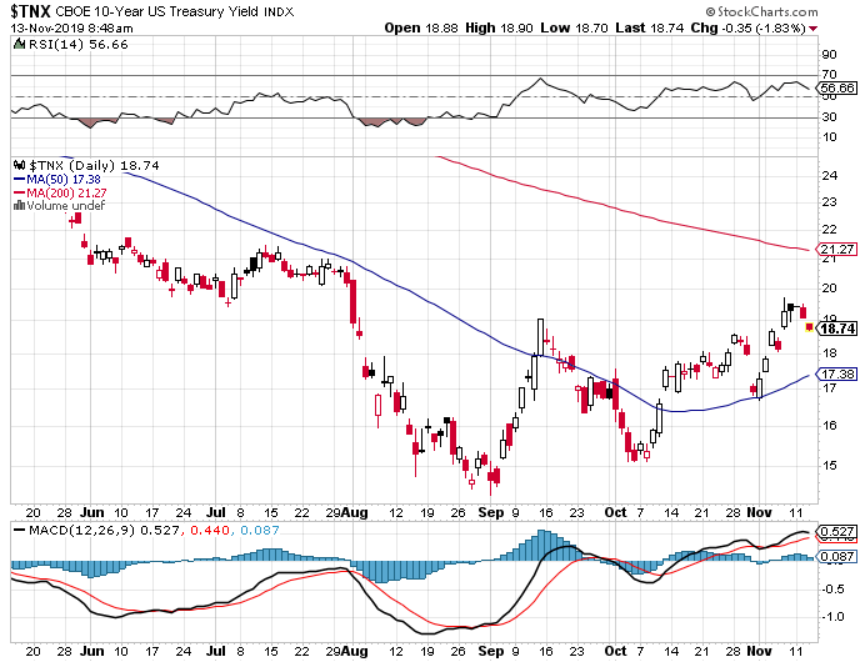 $TNX CBOE 10-Year US Treasury Yield INDX ©StockCharts.com
13-Nov-2019 8:48am Open 18.88 High 18.90 Low 18.70 Last 18.74 Chg -0.35 (-1.83%)
RSI(14) 56.66
90
70
56.66
50
30
10
$TNX (Daily) 18.74
MA(50) 17.38
MA(200) 21.27
Volume undef
24
23
22
21.27
21
20
19
18.74
18
17.38
17
16
15
20 28 Jun 10 17 24 Jul 8 15 22 29 Aug 12 19 26 Sep 9 16 23 Oct 7 14 21 28 Nov 11
MACD(12,26,9) 0.527, 0.440, 0.087
0.527
0.087
-0.5
-1.0
20 28 Jun 10 17 24 Jul 8 15 22 29 Aug 12 19 26 Sep 9 16 23 Oct 7 14 21 28 Nov 11